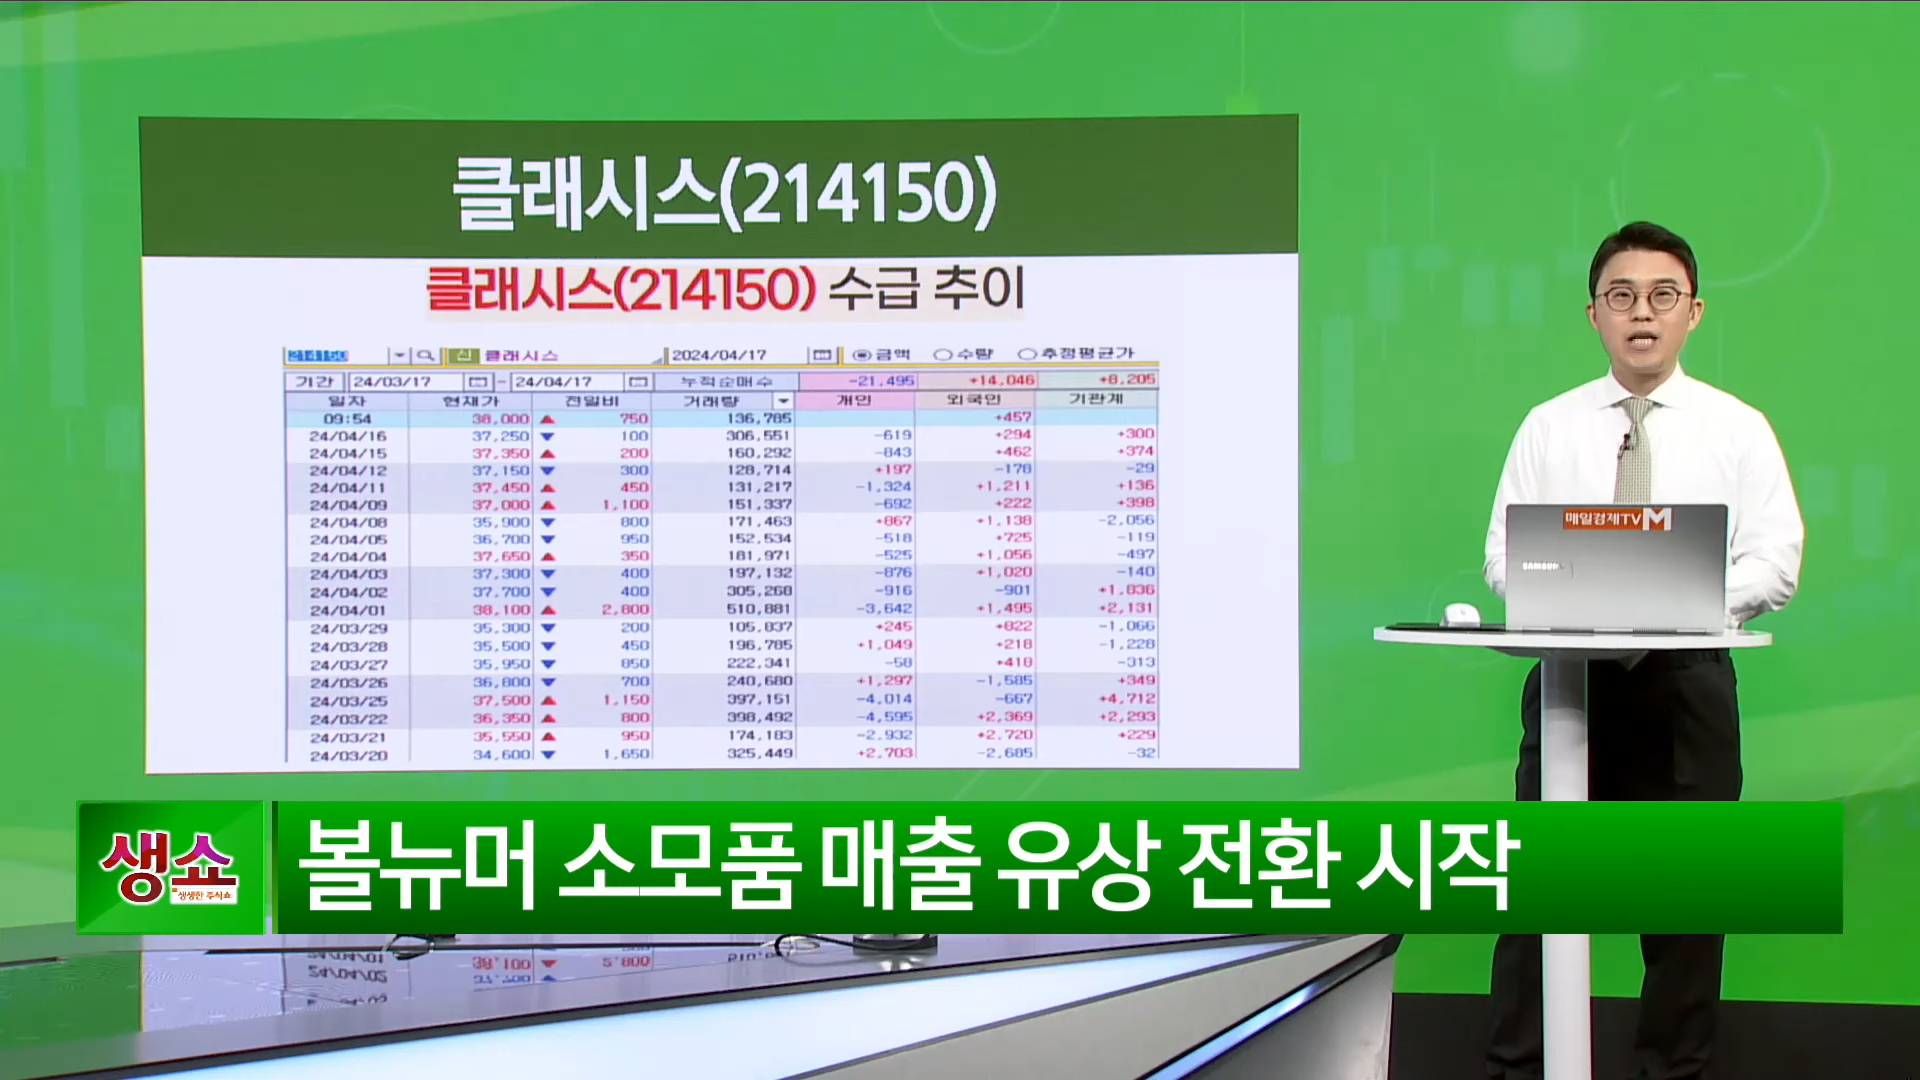 클래시스(214150)
클래시스(214150) 수급 추이
신 클래시스 2024/04/17 금액 수량 추정평균가
기간 24/03/17 - 24/04/17 누적순매수 -21,495 +14,046 +8,205
일자 현재가 전일비 거래량 개인 외국인 기관계
09:54 38,000 ▲ 750 136,785 +457
24/04/16 37,250 ▼ 100 306,551 -619 +294 +300
24/04/15 37,350 ▲ 200 160,292 -843 +462 +374
24/04/12 37,150 ▼ 300 128,714 +197 -178 -29
24/04/11 37,450 ▲ 450 131,217 -1,324 +1,211 +136
24/04/09 37,000 ▲ 1,100 151,337 -692 +222 +398
24/04/08 35,900 ▼ 800 171,463 +867 +1,138 -2,056
24/04/05 36,700 ▼ 950 152,534 -518 +725 -119
24/04/04 37,650 ▲ 350 181,971 -525 +1,056 -497
24/04/03 37,300 ▼ 400 197,132 -876 +1,020 -140
24/04/02 37,700 ▼ 400 305,268 -916 -901 +1,836
24/04/01 38,100 ▲ 2,800 510,881 -3,642 +1,495 +2,131
24/03/29 35,300 ▼ 200 105,837 +245 +822 -1,066
24/03/28 35,500 ▼ 450 196,785 +1,049 +218 -1,228
24/03/27 35,950 ▼ 850 222,341 -58 +418 -313
24/03/26 36,800 ▼ 700 240,680 +1,297 -1,585 +349
24/03/25 37,500 ▲ 1,150 397,151 -4,014 -667 +4,712
24/03/22 36,350 ▲ 800 398,492 -4,595 +2,369 +2,293
24/03/21 35,550 ▲ 950 174,183 -2,932 +2,720 +229
24/03/20 34,600 ▼ 1,650 325,449 +2,703 -2,685 -32
매일경제TV M
SAMSUNG
생쇼
생생한 주식쇼
볼뉴머 소모품 매출 유상 전환 시작